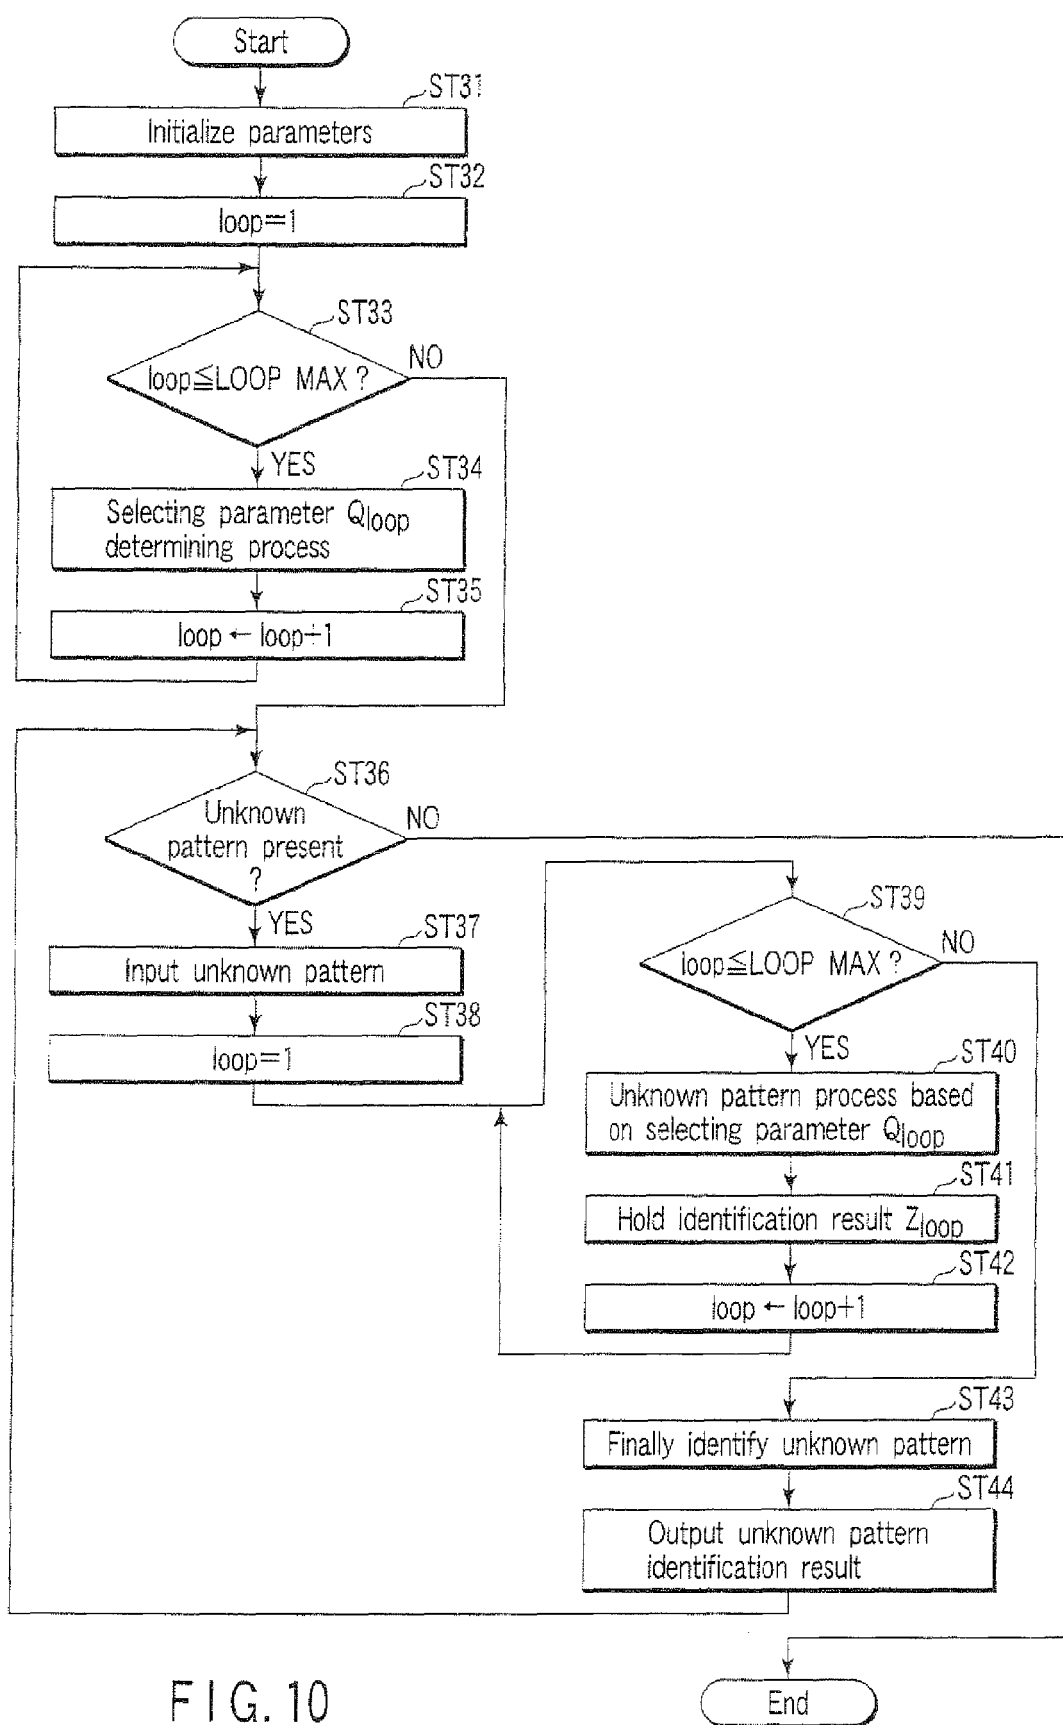 Start
ST31
Initialize parameters
ST32
loop=1
ST33
loop≦LOOP MAX?
NO
YES
ST34
Selecting parameter Qloop
determining process
ST35
loop←loop+1
ST36
Unknown
pattern present
?
NO
YES
ST37
Input unknown pattern
ST38
loop=1
ST39
loop≦LOOP MAX?
NO
YES
ST40
Unknown pattern process based
on selecting parameter Qloop
ST41
Hold identification result Zloop
ST42
loop←loop+1
ST43
Finally identify unknown pattern
ST44
Output unknown pattern
identification result
End
FIG. 10